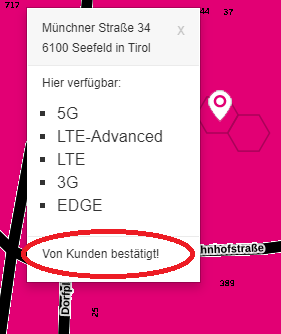 717
44
37
Münchner Straße 34
6100 Seefeld in Tirol
x
Hier verfügbar:
5G
LTE-Advanced
LTE
3G
EDGE
Von Kunden bestätigt!
hnhofstraße
389
Dorfpl
25